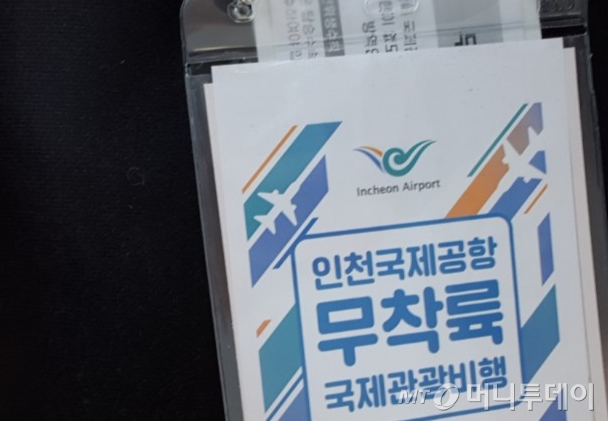 Incheon Airport
인천국제공항
무착륙
국제관광비행
머니투데이